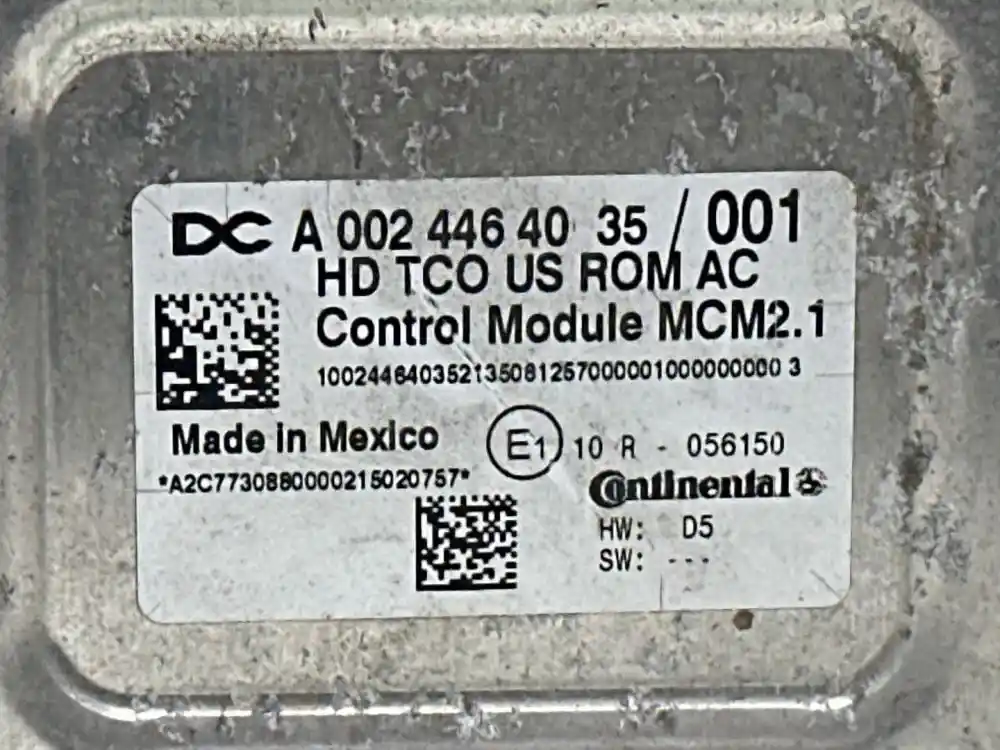 DC A 002 446 40 35 / 001
HD TCO US ROM AC
Control Module MCM2.1
10024464035213508125700000100000000 3
Made in Mexico
E1 10 R - 056150
*A2C7730880000215020757*
Continental
HW: D5
SW: ---